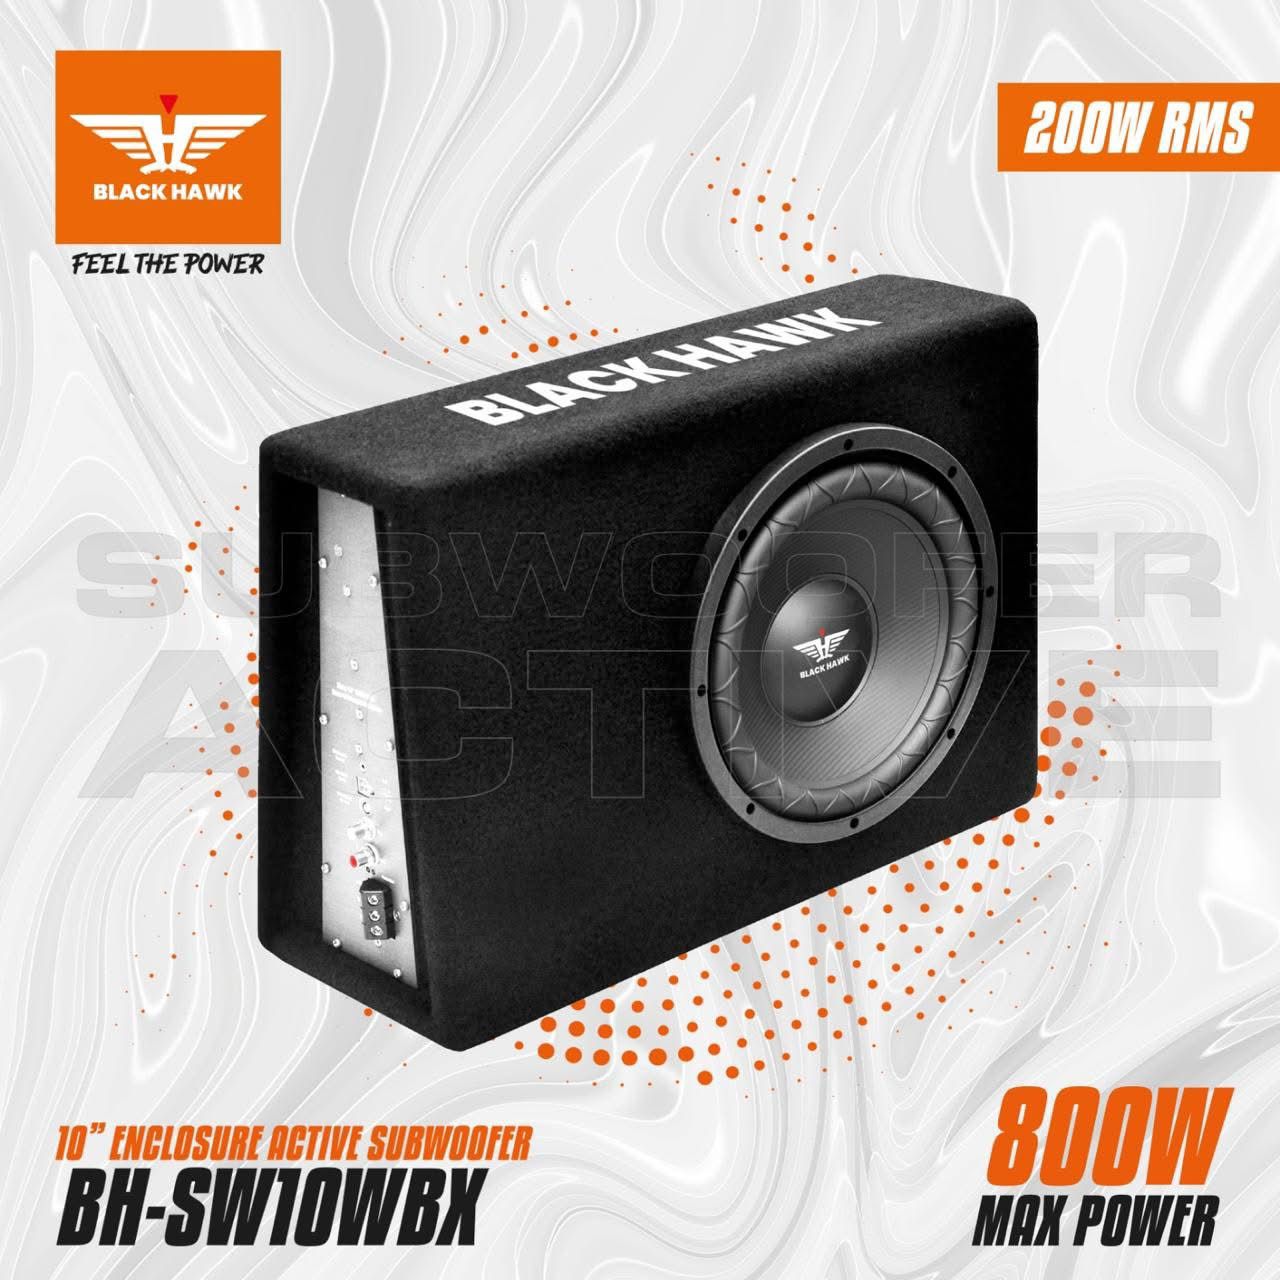 BLACK HAWK
FEEL THE POWER
200W RMS
BLACK HAWK
SUBWOOFER
ACTIVE
BLACK HAWK
10” ENCLOSURE ACTIVE SUBWOOFER
BH-SW10WBX
800W
MAX POWER